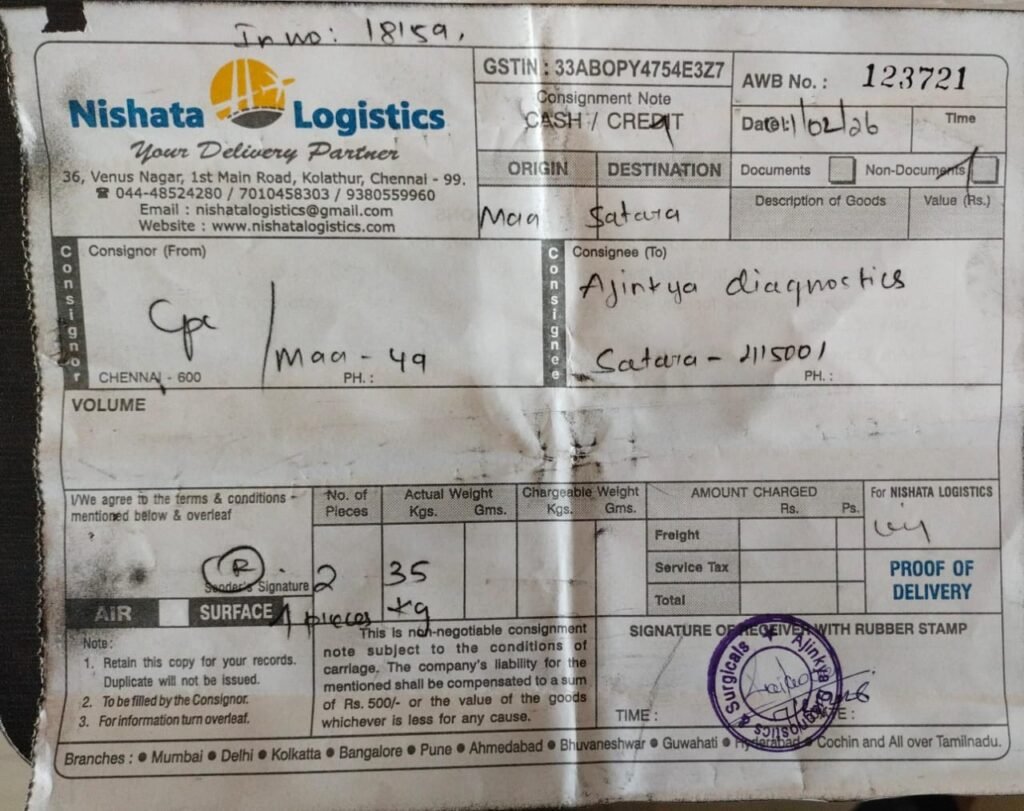 In no: 18159,
Nishata Logistics
Your Delivery Partner
36, Venus Nagar, 1st Main Road, Kolathur, Chennai - 99.
☎ 044-48524280 / 7010458303 / 9380559960
Email : nishatalogistics@gmail.com
Website : www.nishatalogistics.com
GSTIN : 33ABOPY4754E3Z7
Consignment Note
CASH / CREDIT
ORIGIN DESTINATION
Maa Satara
AWB No. : 123721
Date: /02/26 Time
Documents Non-Documents
Description of Goods Value (Rs.)
Consignor
Consignor (From)
Cpc / Maa - 49
CHENNAI - 600 PH. :
Consignee
Consignee (To)
Ajinkya diagnostics
Satara - 415001
PH. :
VOLUME
I/We agree to the terms & conditions -
mentioned below & overleaf
R
Sender's Signature
AIR SURFACE
No. of Pieces
2
pieces
Actual Weight
Kgs. Gms.
35
kg
Chargeable Weight
Kgs. Gms.
AMOUNT CHARGED
Rs. Ps.
Freight
Service Tax
Total
For NISHATA LOGISTICS
PROOF OF
DELIVERY
Note :
1. Retain this copy for your records.
Duplicate will not be issued.
2. To be filled by the Consignor.
3. For information turn overleaf.
This is non-negotiable consignment
note subject to the conditions of
carriage. The company's liability for the
mentioned shall be compensated to a sum
of Rs. 500/- or the value of the goods
whichever is less for any cause.
SIGNATURE OF RECEIVER WITH RUBBER STAMP
Ajinkya Diagnostics & Surgicals
TIME : DATE :
Branches : ● Mumbai ● Delhi ● Kolkatta ● Bangalore ● Pune ● Ahmedabad ● Bhuvaneshwar ● Guwahati ● Hyderabad ● Cochin and All over Tamilnadu.